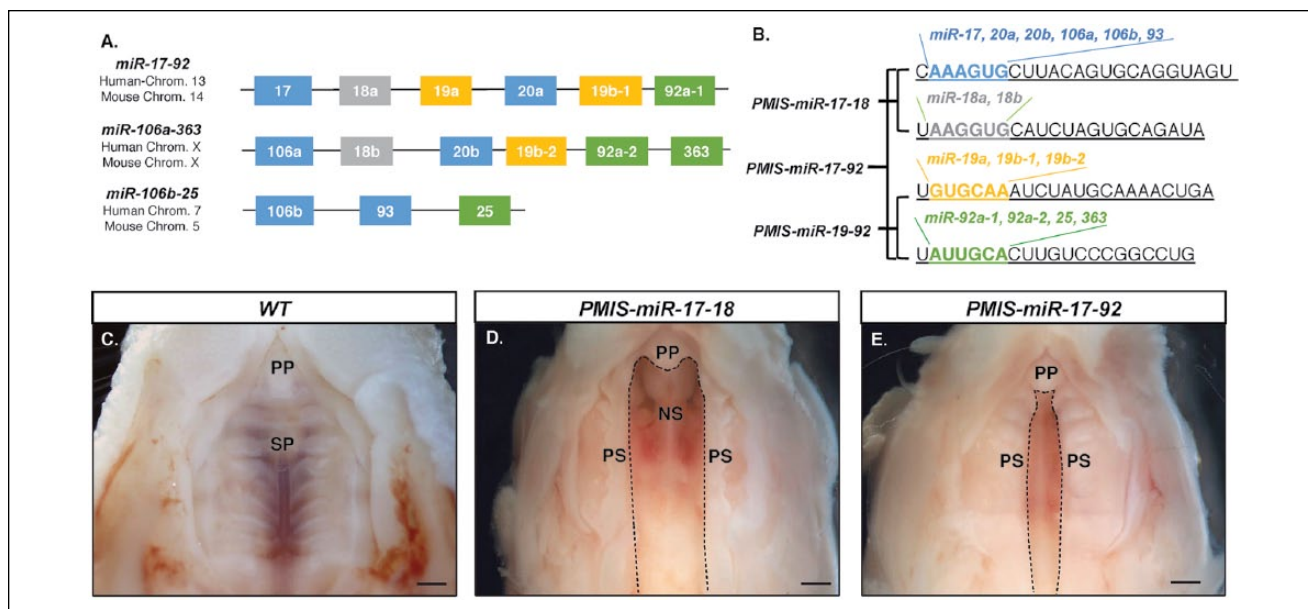 A.
miR-17-92
Human-Chrom. 13
Mouse Chrom. 14
17 18a 19a 20a 19b-1 92a-1
miR-106a-363
Human Chrom. X
Mouse Chrom. X
106a 18b 20b 19b-2 92a-2 363
miR-106b-25
Human Chrom. 7
Mouse Chrom. 5
106b 93 25
B.
miR-17, 20a, 20b, 106a, 106b, 93
CAAAGUGCUUACAGUGCAGGUAGU
PMIS-miR-17-18
miR-18a, 18b
UAAGGUGCAUCUAGUGCAGAUA
PMIS-miR-17-92
miR-19a, 19b-1, 19b-2
UGUGCAAAUCUAUGCAAAACUGA
PMIS-miR-19-92
miR-92a-1, 92a-2, 25, 363
UAUUGCACUUGUCCCGGCCUG
WT
C.
PP
SP
PMIS-miR-17-18
D.
PP
NS
PS PS
PMIS-miR-17-92
E.
PP
PS PS